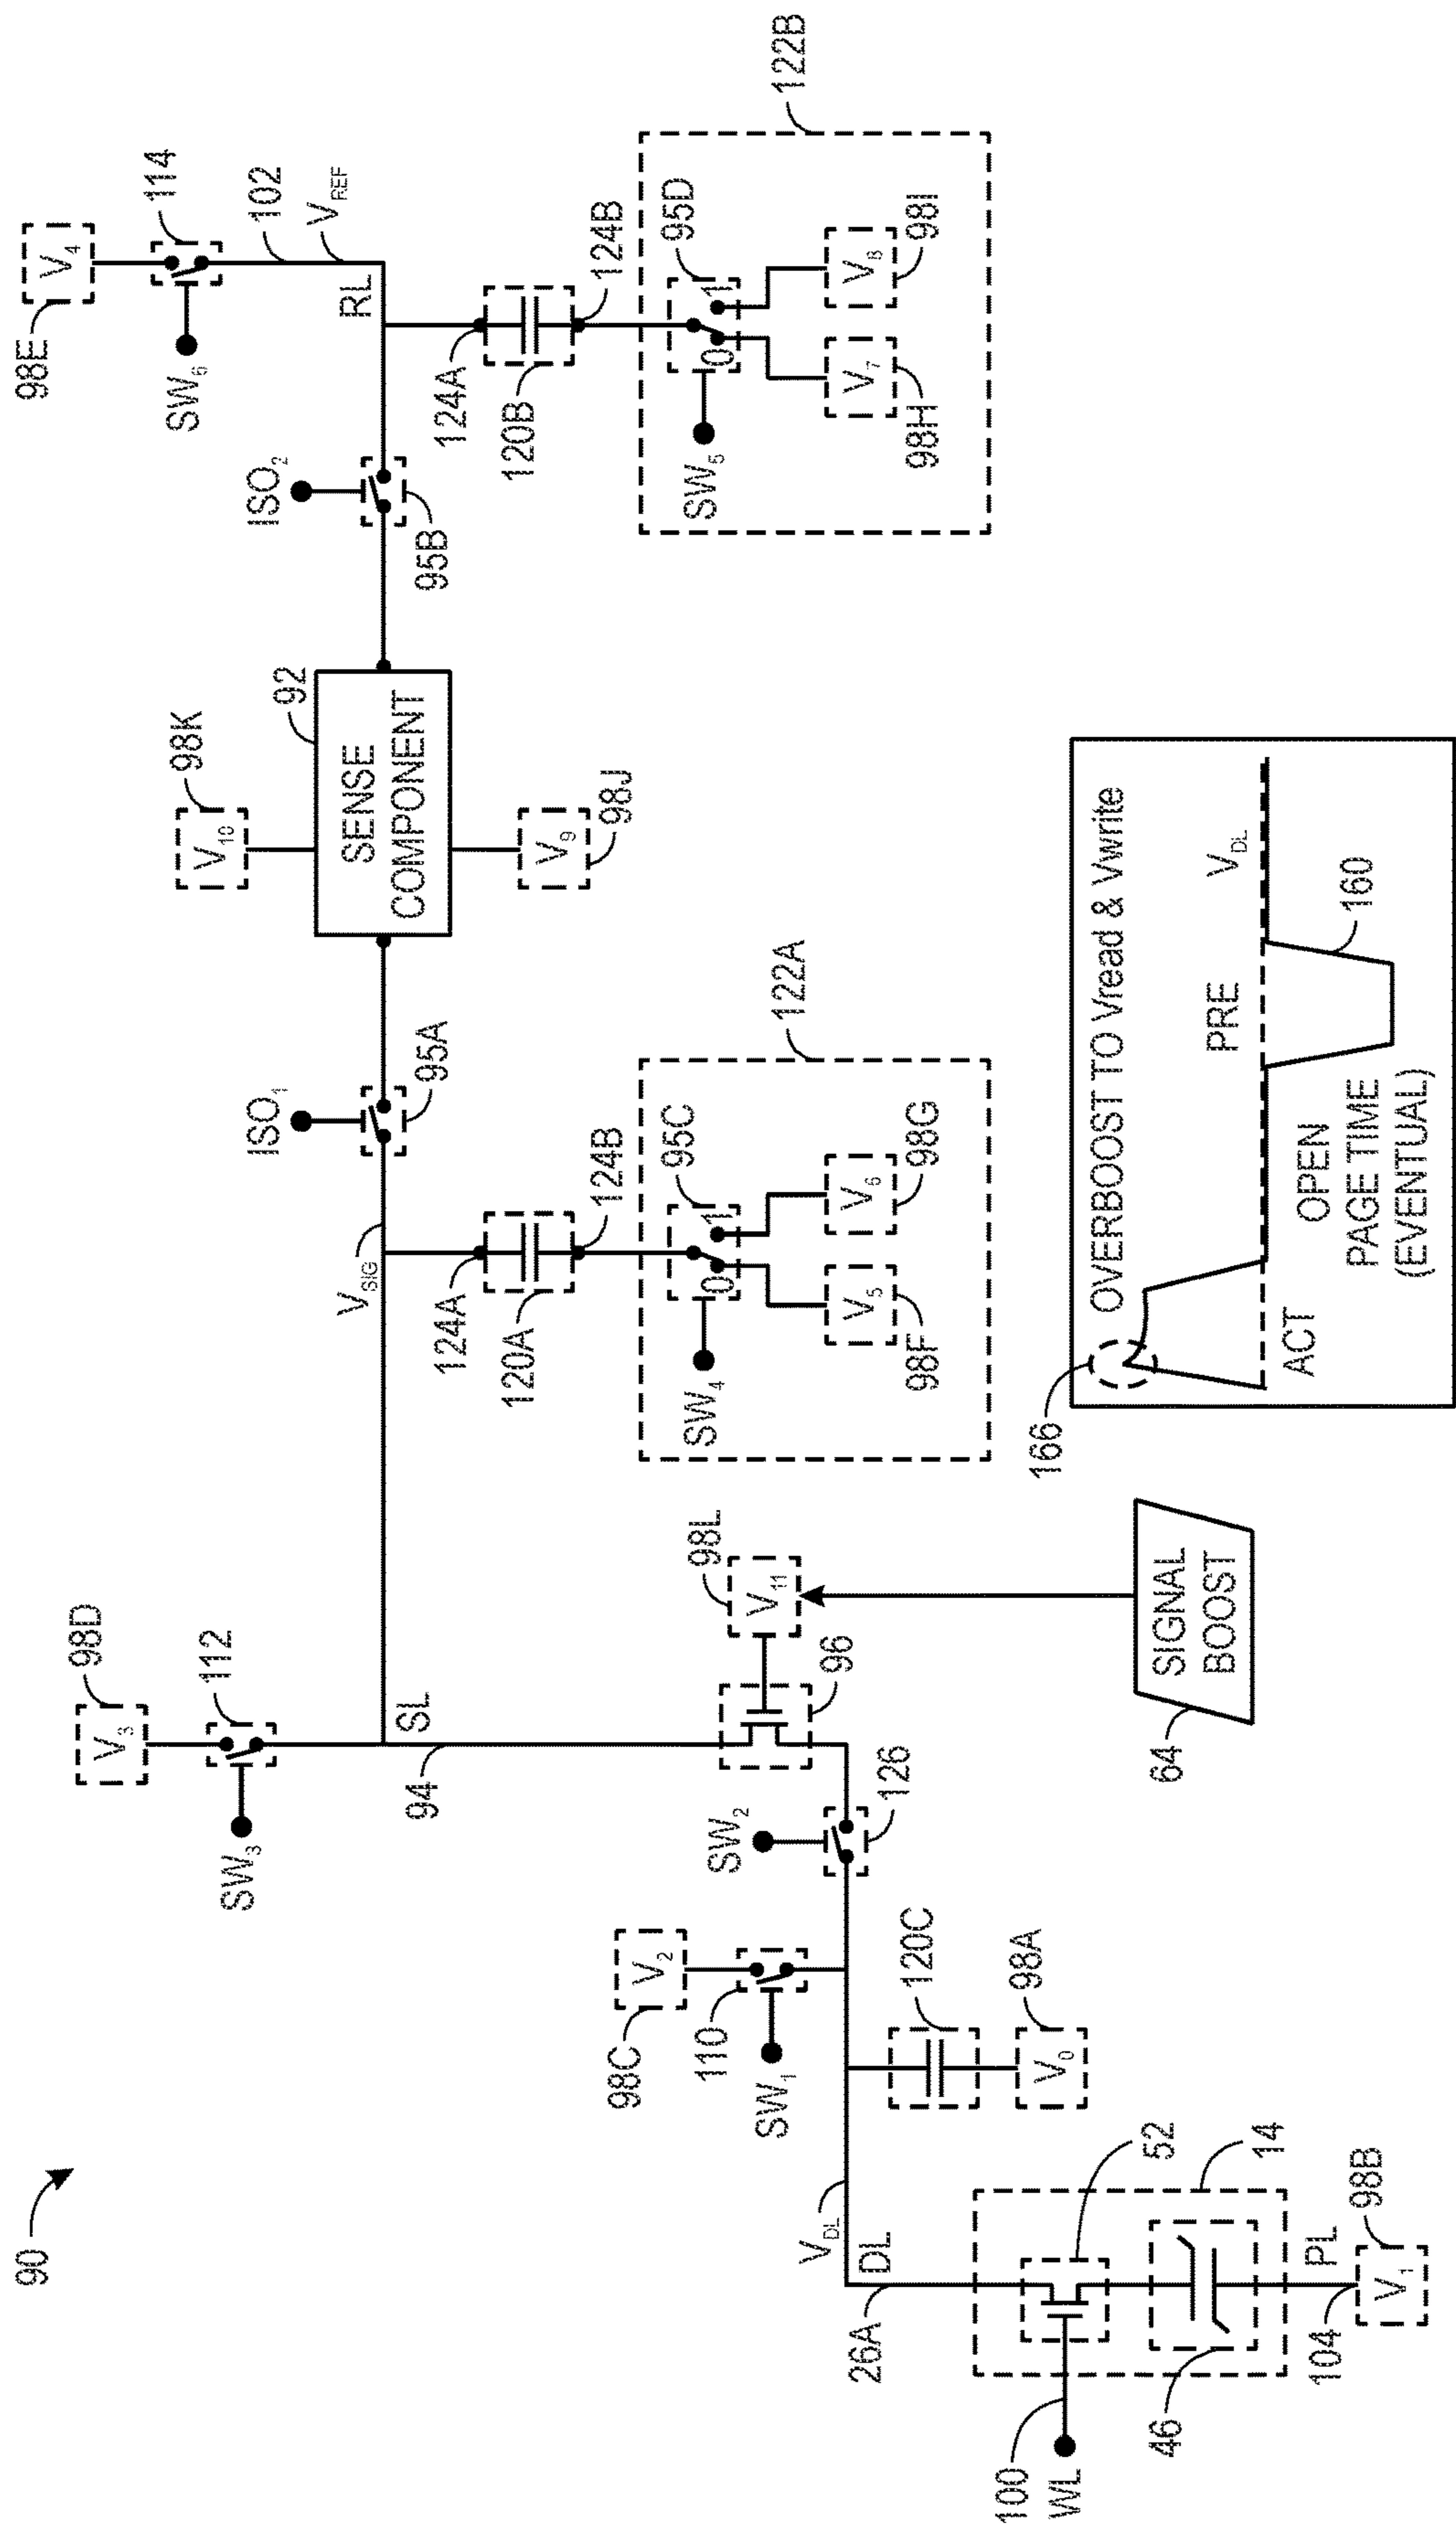 90
98D
V3
112
SW3
SL
94
VSIG
ISO1
95A
98K
V10
92
SENSE
COMPONENT
V9
98J
ISO2
95B
98E
V4
114
SW6
102
VREF
RL
124A
120A
124B
122A
95C
0
1
SW4
V5
V6
98F
98G
124A
120B
124B
122B
95D
0
1
SW5
V7
V8
98H
98I
98C
V2
110
SW1
SW2
126
98L
V11
96
VDL
DL
26A
120C
V0
98A
52
14
100
WL
46
104
PL
V1
98B
64
SIGNAL
BOOST
166
OVERBOOST TO Vread & Vwrite
VDL
PRE
160
ACT
OPEN
PAGE TIME
(EVENTUAL)